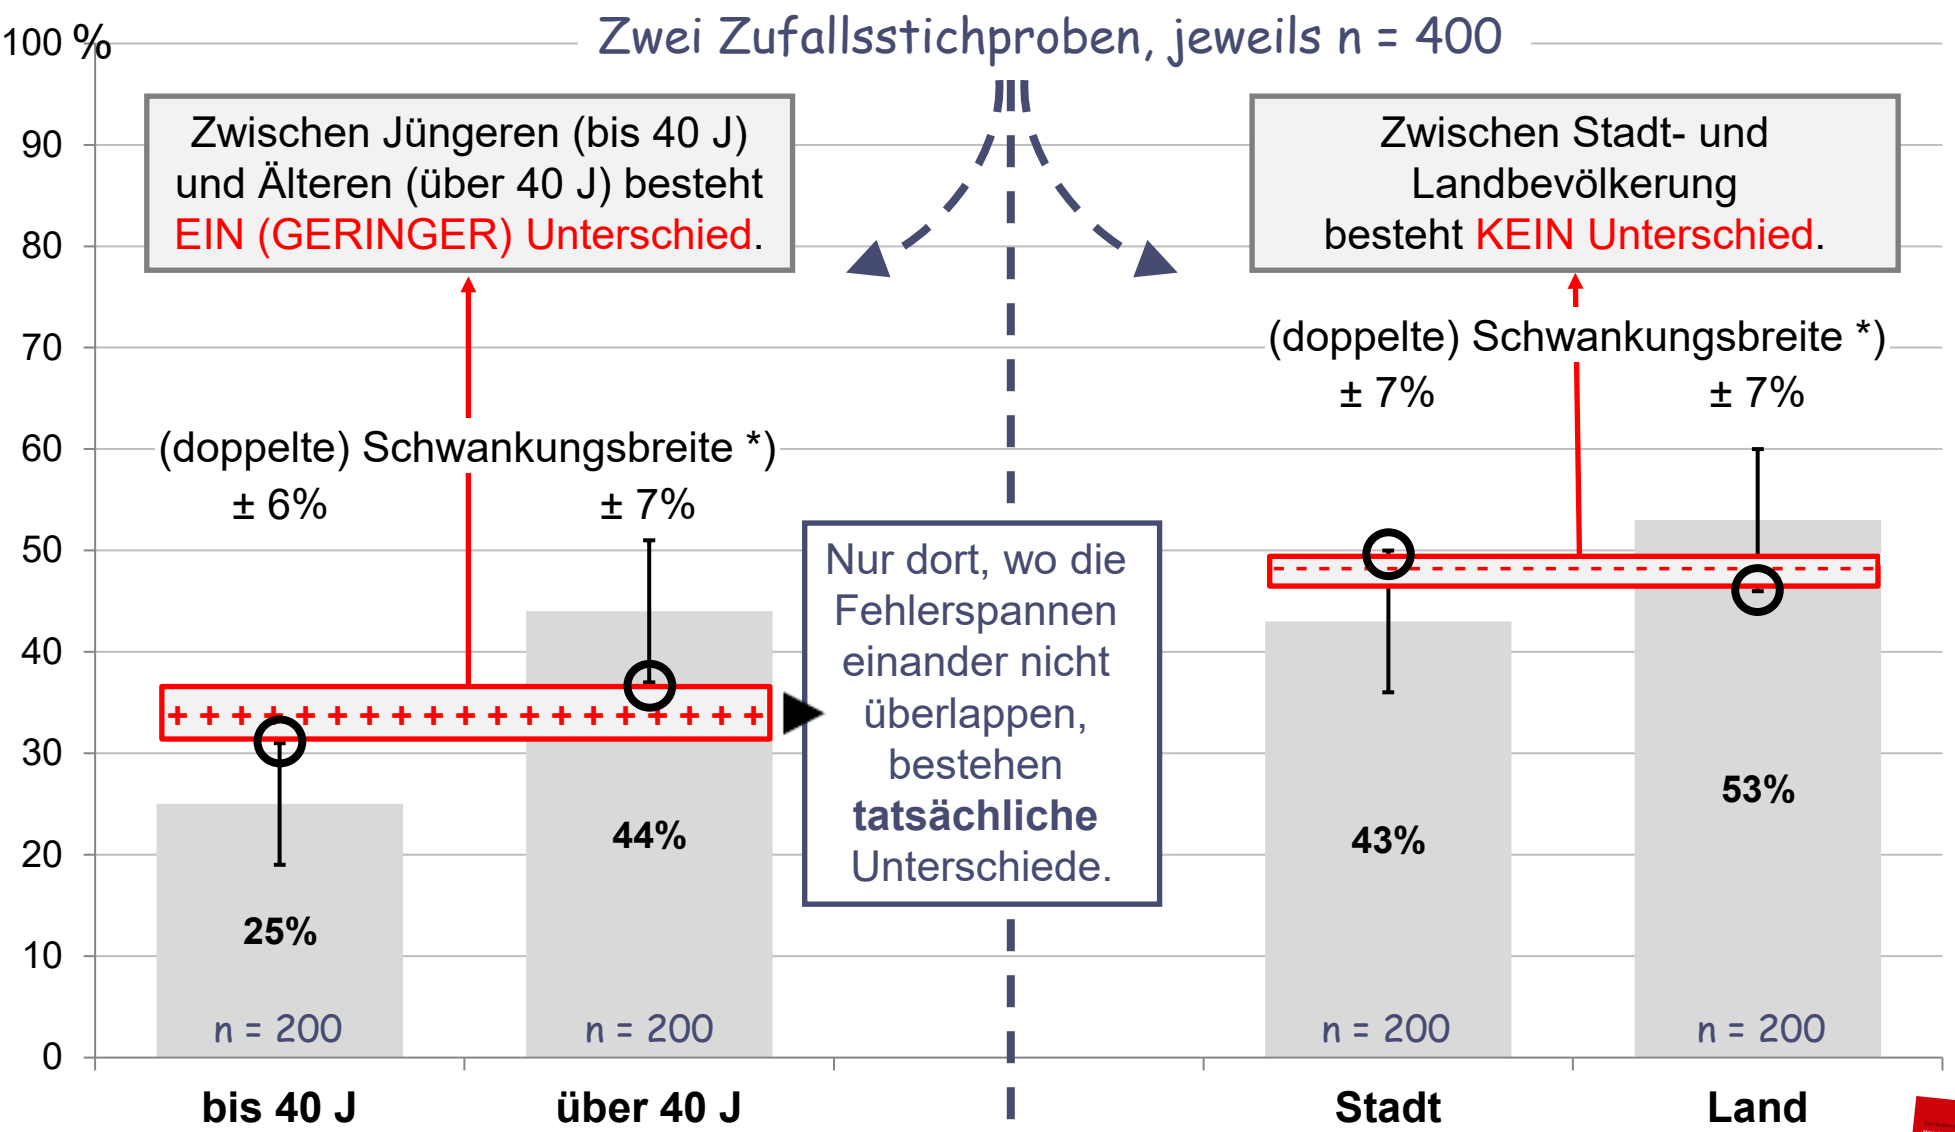 Zwei Zufallsstichproben, jeweils n = 400
100 %
90
80
70
60
50
40
30
20
10
0
Zwischen Jüngeren (bis 40 J)
und Älteren (über 40 J) besteht
EIN (GERINGER) Unterschied.
(doppelte) Schwankungsbreite *)
± 6%
± 7%
25%
44%
n = 200
n = 200
bis 40 J
über 40 J
Nur dort, wo die
Fehlerspannen
einander nicht
überlappen,
bestehen
tatsächliche
Unterschiede.
Zwischen Stadt- und
Landbevölkerung
besteht KEIN Unterschied.
(doppelte) Schwankungsbreite *)
± 7%
± 7%
43%
53%
n = 200
n = 200
Stadt
Land